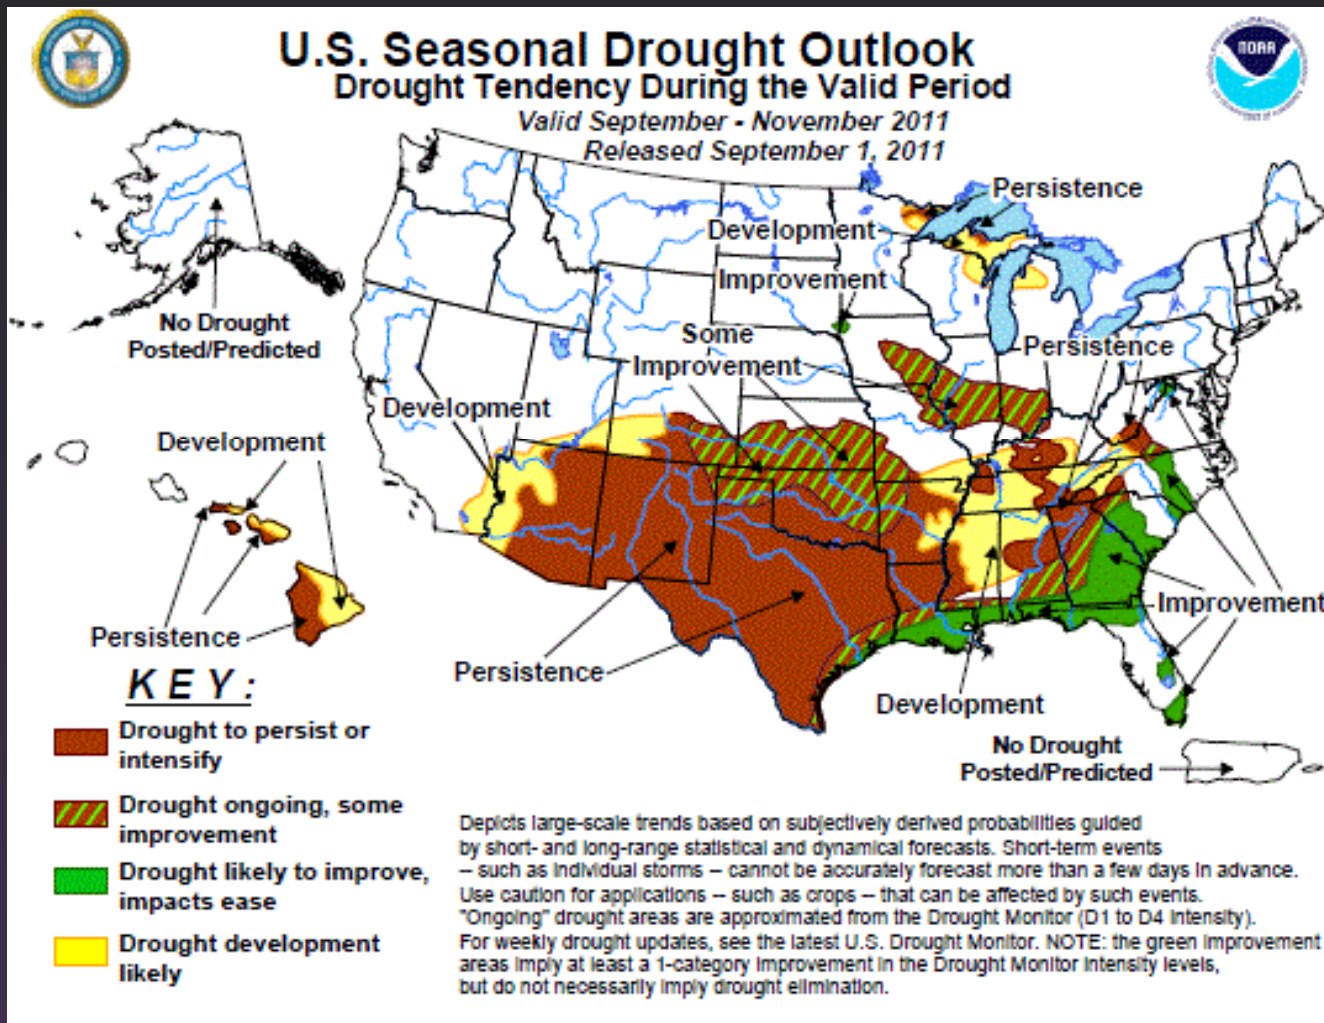 U.S. Seasonal Drought Outlook
Drought Tendency During the Valid Period
Valid September - November 2011
Released September 1, 2011
NOAA
Persistence
Development
Improvement
No Drought
Posted/Predicted
Some
Improvement
Persistence
Development
Development
Improvement
Persistence
Persistence
Development
No Drought
Posted/Predicted
KEY:
Drought to persist or
intensify
Drought ongoing, some
improvement
Drought likely to improve,
impacts ease
Drought development
likely
Depicts large-scale trends based on subjectively derived probabilities guided
by short- and long-range statistical and dynamical forecasts. Short-term events
-- such as individual storms -- cannot be accurately forecast more than a few days in advance.
Use caution for applications -- such as crops -- that can be affected by such events.
"Ongoing" drought areas are approximated from the Drought Monitor (D1 to D4 intensity).
For weekly drought updates, see the latest U.S. Drought Monitor. NOTE: the green improvement
areas imply at least a 1-category improvement in the Drought Monitor intensity levels,
but do not necessarily imply drought elimination.